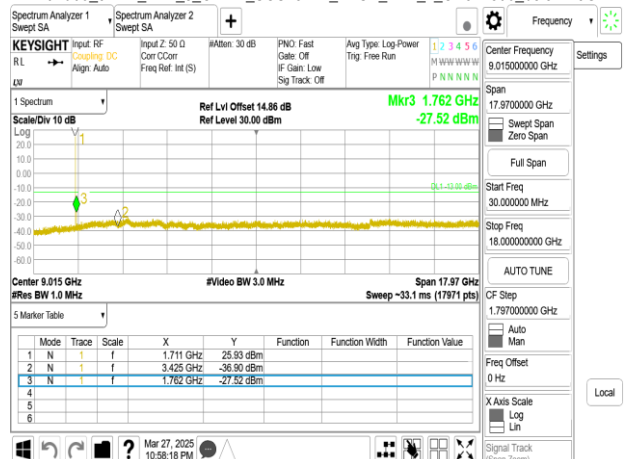 Spectrum Analyzer 1
Swept SA
Spectrum Analyzer 2
Swept SA
+
Frequency
KEYSIGHT
RL
Input: RF
Coupling: DC
Align: Auto
Input Z: 50 Ω
Corr CCorr
Freq Ref: Int (S)
#Atten: 30 dB
PNO: Fast
Gate: Off
IF Gain: Low
Sig Track: Off
Avg Type: Log-Power
Trig: Free Run
1 2 3 4 5 6
M W W W W W
P N N N N N
LXI
1 Spectrum
Scale/Div 10 dB
Ref Lvl Offset 14.86 dB
Ref Level 30.00 dBm
Mkr3 1.762 GHz
-27.52 dBm
Log
20.0
10.0
0.00
-10.0
-20.0
-30.0
-40.0
-50.0
-60.0
1
2
3
DL1 -13.00 dBm
Center 9.015 GHz
#Res BW 1.0 MHz
#Video BW 3.0 MHz
Span 17.97 GHz
Sweep ~33.1 ms (17971 pts)
5 Marker Table
Mode Trace Scale X Y Function Function Width Function Value
1 N 1 f 1.711 GHz 25.93 dBm
2 N 1 f 3.425 GHz -36.90 dBm
3 N 1 f 1.762 GHz -27.52 dBm
4
5
6
?
Mar 27, 2025
10:58:18 PM
Center Frequency
9.015000000 GHz
Settings
Span
17.9700000 GHz
Swept Span
Zero Span
Full Span
Start Freq
30.000000 MHz
Stop Freq
18.000000000 GHz
AUTO TUNE
CF Step
1.797000000 GHz
Auto
Man
Freq Offset
0 Hz
Local
X Axis Scale
Log
Lin
Signal Track
(Span Zoom)